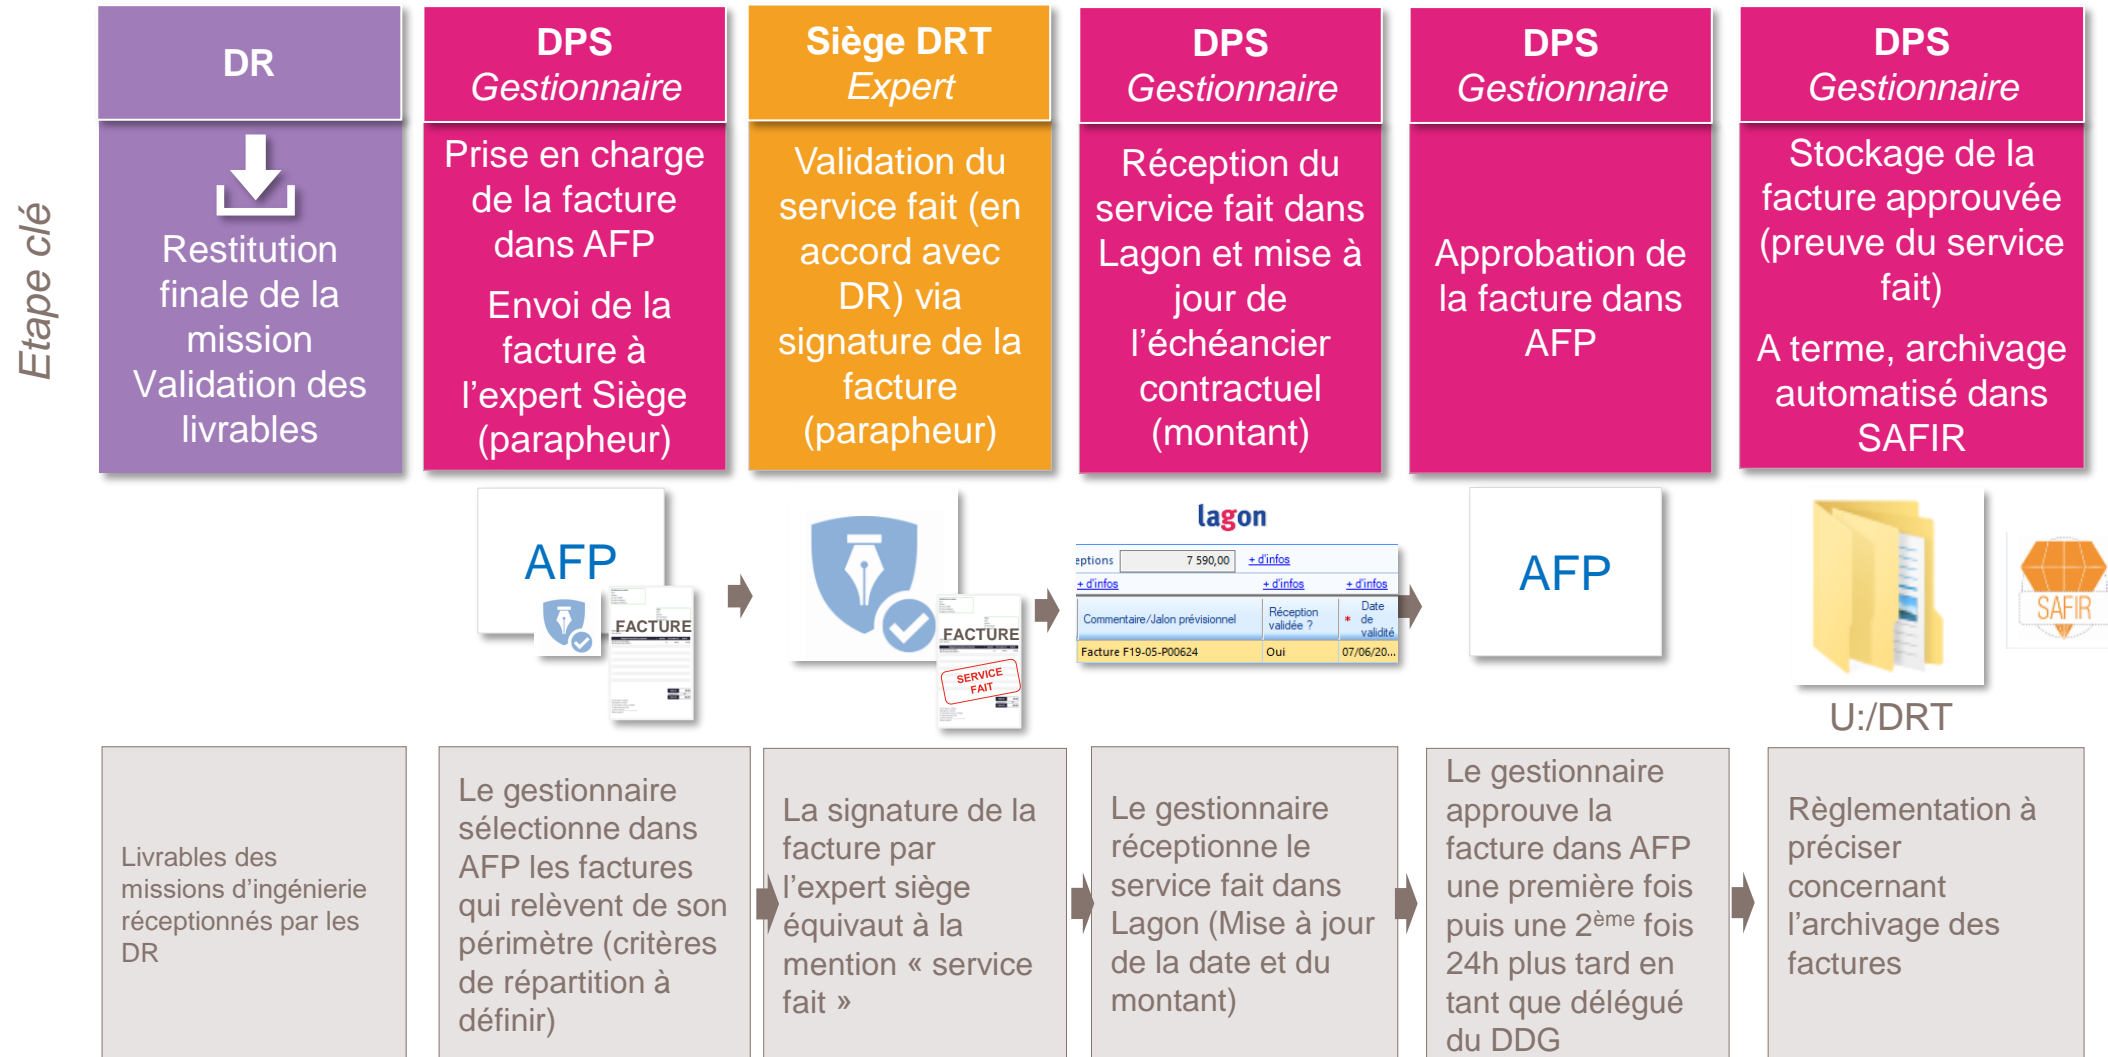 Etape clé
DR
Restitution
finale de la
mission
Validation des
livrables
DPS
Gestionnaire
Prise en charge
de la facture
dans AFP
Envoi de la
facture à
l’expert Siège
(parapheur)
Siège DRT
Expert
Validation du
service fait (en
accord avec
DR) via
signature de la
facture
(parapheur)
DPS
Gestionnaire
Réception du
service fait dans
Lagon et mise à
jour de
l’échéancier
contractuel
(montant)
DPS
Gestionnaire
Approbation de
la facture dans
AFP
DPS
Gestionnaire
Stockage de la
facture approuvée
(preuve du service
fait)
A terme, archivage
automatisé dans
SAFIR
AFP
FACTURE
FACTURE
SERVICE
FAIT
lagon
eptions 7 590,00 + d'infos
+ d'infos + d'infos + d'infos
Commentaire/Jalon prévisionnel
Réception
validée ?
* Date
de
validité
Facture F19-05-P00624 Oui 07/06/20...
AFP
SAFIR
U:/DRT
Livrables des
missions d’ingénierie
réceptionnés par les
DR
Le gestionnaire
sélectionne dans
AFP les factures
qui relèvent de son
périmètre (critères
de répartition à
définir)
La signature de la
facture par
l’expert siège
équivaut à la
mention « service
fait »
Le gestionnaire
réceptionne le
service fait dans
Lagon (Mise à jour
de la date et du
montant)
Le gestionnaire
approuve la
facture dans AFP
une première fois
puis une 2ème fois
24h plus tard en
tant que délégué
du DDG
Règlementation à
préciser
concernant
l’archivage des
factures